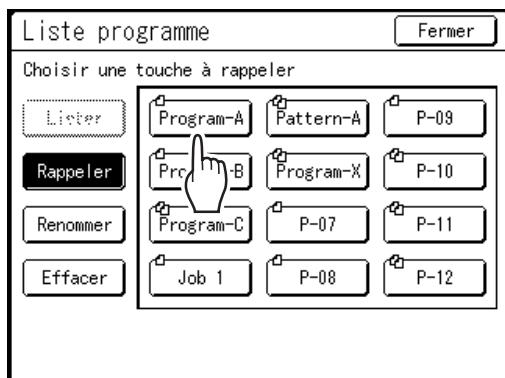 Liste programme
Fermer
Choisir une touche à rappeler
Lister
Program-A
Pattern-A
P-09
Rappeler
Program-X
P-10
Renommer
Program-C
P-07
P-11
Effacer
Job 1
P-08
P-12